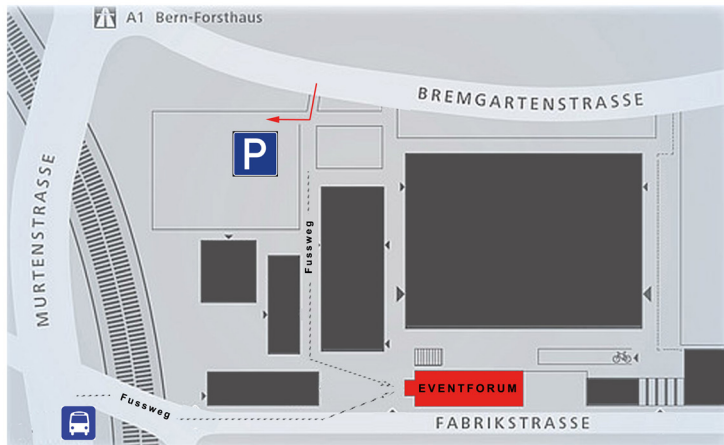 A1 Bern-Forsthaus
BREMGARTENSTRASSE
P
MURTENSTRASSE
Fussweg
EVENTFORUM
Fussweg
FABRIKSTRASSE